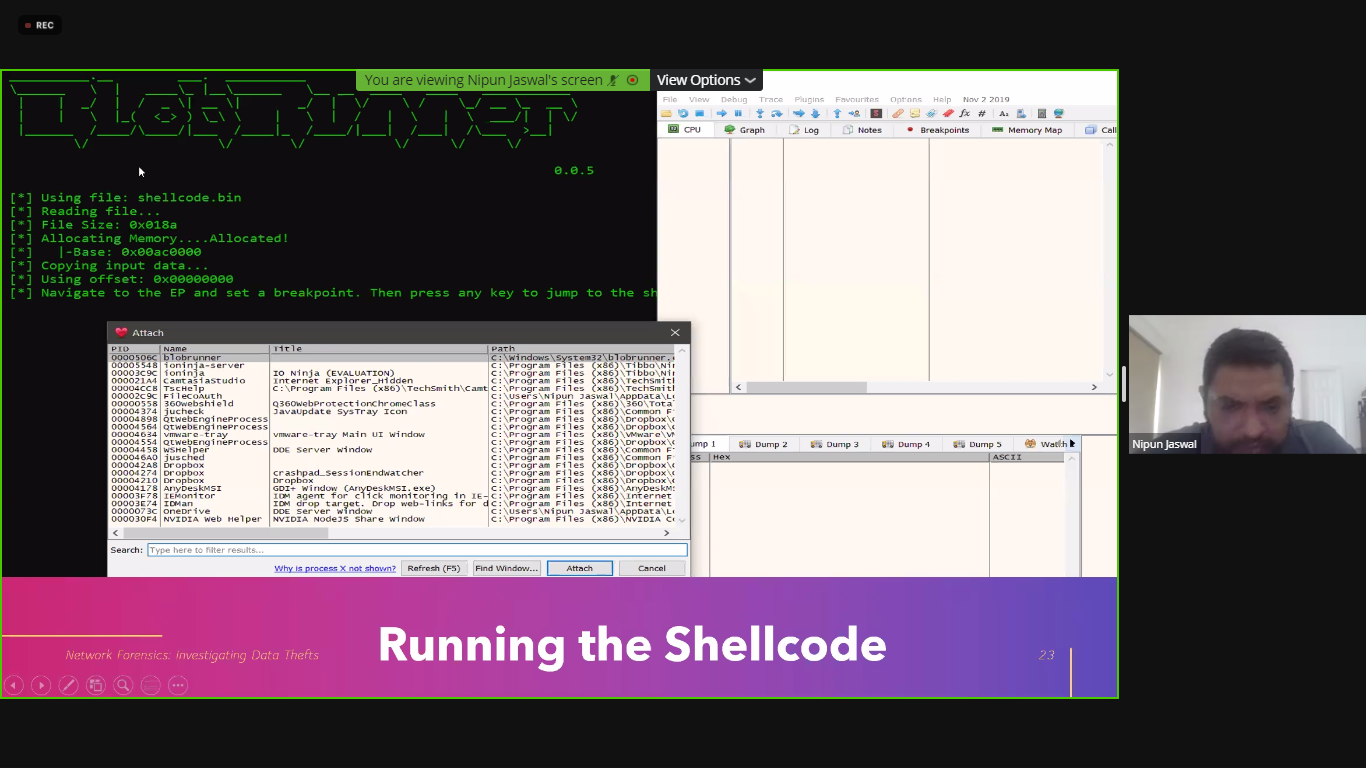 REC
You are viewing Nipun Jaswal's screen
View Options
0.0.5
[*] Using file: shellcode.bin
[*] Reading file...
[*] File Size: 0x018a
[*] Allocating Memory....Allocated!
[*]   |-Base: 0x00ac0000
[*] Copying input data...
[*] Using offset: 0x00000000
[*] Navigate to the EP and set a breakpoint. Then press any key to jump to the sh
File View Debug Trace Plugins Favourites Options Help Nov 2 2019
CPU Graph Log Notes Breakpoints Memory Map Call
Attach
PID Name Title Path
0000506C blobrunner C:\Windows\System32\blobrunner.
00005548 ioninja-server C:\Program Files (x86)\Tibbo\Nin
00003C9C ioninja IO Ninja (EVALUATION) C:\Program Files (x86)\Tibbo\Nin
000021A4 CamtasiaStudio Internet Explorer_Hidden C:\Program Files (x86)\TechSmith
00004CC8 TscHelp C:\Program Files (x86)\TechSmith\Camt C:\Program Files (x86)\TechSmith
00002C9C FileCoAuth C:\Users\Nipun Jaswal\AppData\L
00000558 360webshield Q360WebProtectionChromeClass C:\Program Files (x86)\360\Total
00004374 jucheck JavaUpdate SysTray Icon C:\Program Files (x86)\Common F
00004898 QtWebEngineProcess C:\Program Files (x86)\Dropbox\C
00004564 QtWebEngineProcess C:\Program Files (x86)\Dropbox\C
00004634 vmware-tray vmware-tray Main UI Window C:\Program Files (x86)\VMware\VM
00004554 QtWebEngineProcess C:\Program Files (x86)\Dropbox\C
00004458 WSHelper DDE Server Window C:\Program Files (x86)\Common F
jusched C:\Program Files (x86)\Common F
000042A8 Dropbox C:\Program Files (x86)\Dropbox\C
00004274 Dropbox crashpad_SessionEndWatcher C:\Program Files (x86)\Dropbox\C
00004210 Dropbox Dropbox C:\Program Files (x86)\Dropbox\C
00004178 AnyDeskMSI GDI+ Window (AnyDeskMSI.exe) C:\Program Files (x86)\AnyDeskMS
00003F78 IEMonitor IDM agent for click monitoring in IE- C:\Program Files (x86)\Internet
00003E74 IDMan IDM drop target. Drop web-links for d C:\Program Files (x86)\Internet
0000073C OneDrive DDE Server Window C:\Users\Nipun Jaswal\AppData\L
000030F4 NVIDIA Web Helper NVIDIA NodeJS Share Window C:\Program Files (x86)\NVIDIA C
Search: Type here to filter results...
Why is process X not shown? Refresh (F5) Find Window... Attach Cancel
ump 1 Dump 2 Dump 3 Dump 4 Dump 5 Watch
ss Hex ASCII
Nipun Jaswal
Network Forensics: Investigating Data Thefts
Running the Shellcode
23